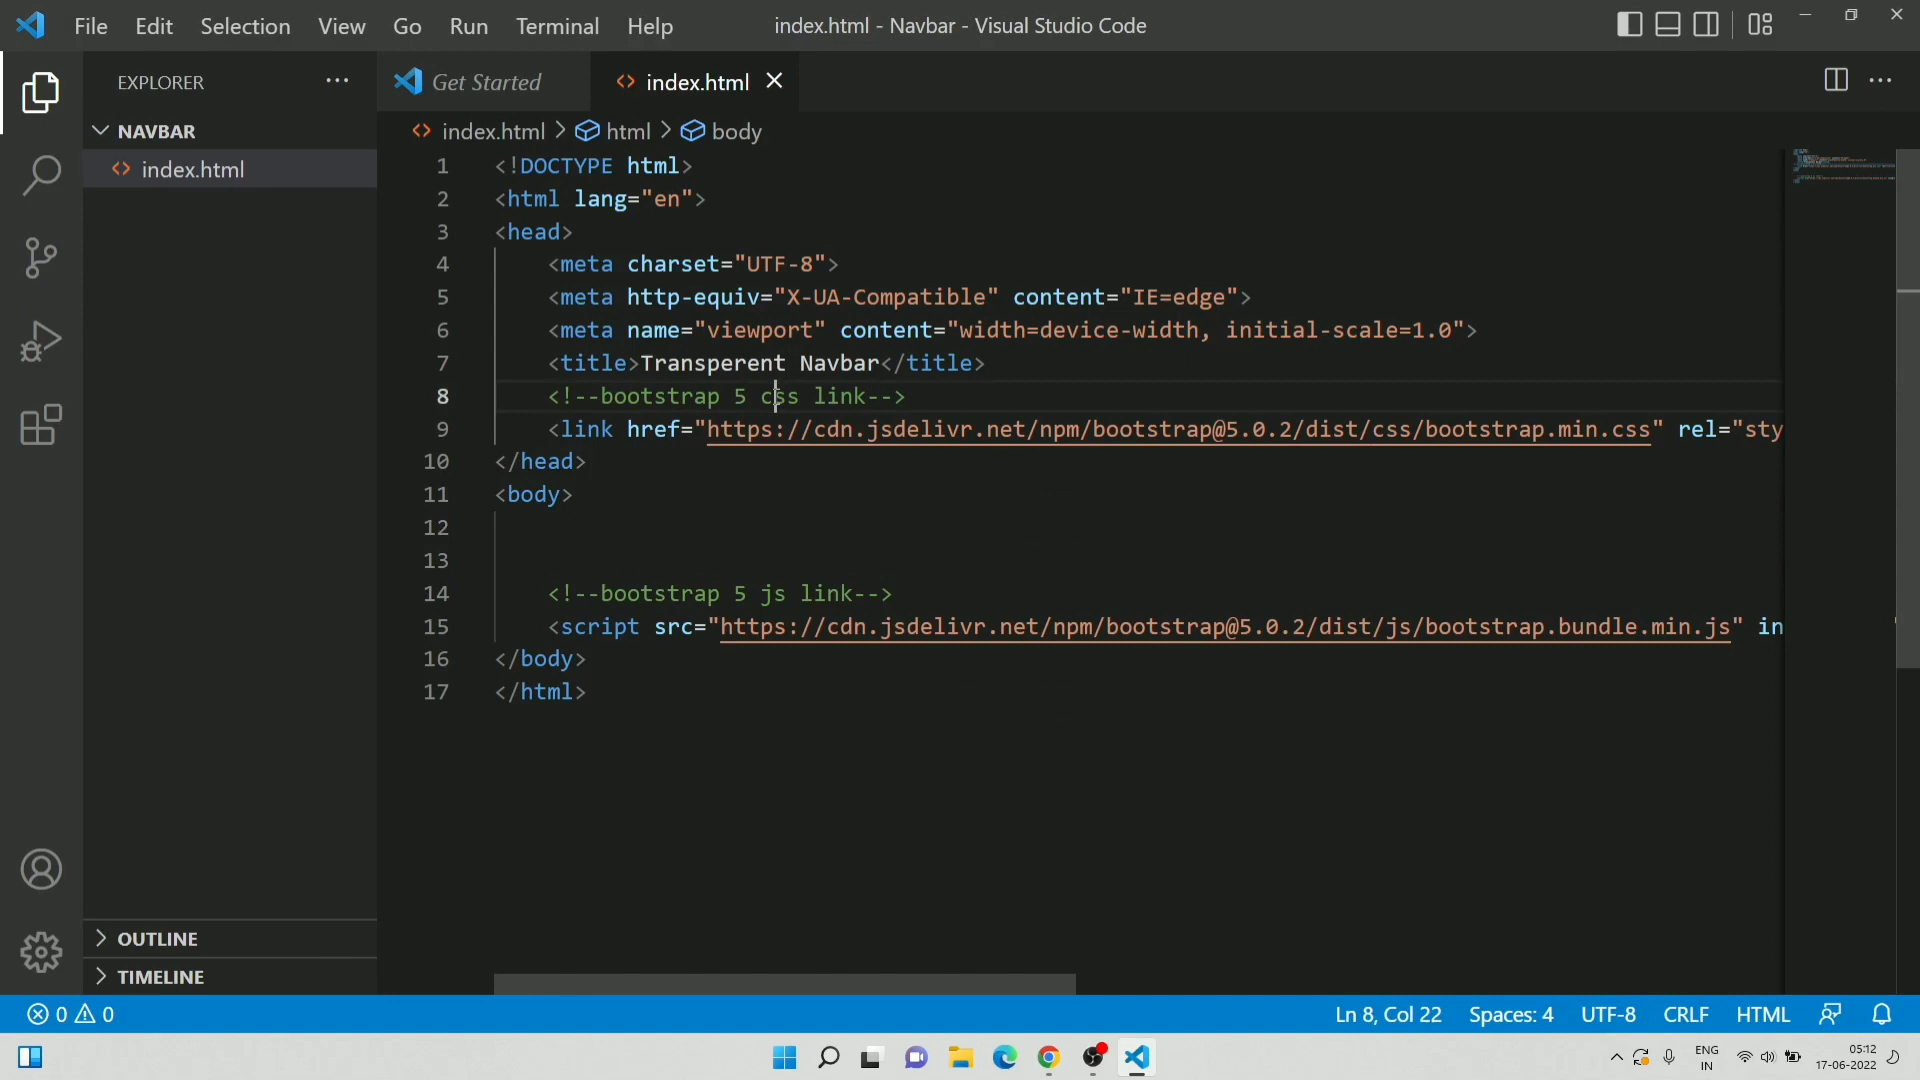 File Edit Selection View Go Run Terminal Help
index.html - Navbar - Visual Studio Code
EXPLORER
NAVBAR
index.html
Get Started
index.html
index.html > html > body
1 <!DOCTYPE html>
2 <html lang="en">
3 <head>
4 <meta charset="UTF-8">
5 <meta http-equiv="X-UA-Compatible" content="IE=edge">
6 <meta name="viewport" content="width=device-width, initial-scale=1.0">
7 <title>Transperent Navbar</title>
8 <!--bootstrap 5 css link-->
9 <link href="https://cdn.jsdelivr.net/npm/bootstrap@5.0.2/dist/css/bootstrap.min.css" rel="sty
10 </head>
11 <body>
12
13
14 <!--bootstrap 5 js link-->
15 <script src="https://cdn.jsdelivr.net/npm/bootstrap@5.0.2/dist/js/bootstrap.bundle.min.js" in
16 </body>
17 </html>
OUTLINE
TIMELINE
0 0
Ln 8, Col 22 Spaces: 4 UTF-8 CRLF HTML
ENG
IN
05:12
17-06-2022